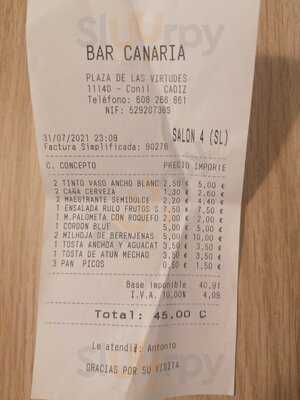 BAR CANARIA
PLAZA DE LAS VIRTUDES
11140 - Conil CADIZ
Teléfono: 608 266 861
NIF: 52920736S
31/07/2021 23:09 SALON 4 (SL)
Factura Simplificada: 90276
C. CONCEPTO PRECIO IMPORTE
2 TINTO VASO ANCHO BLANC 2,50 € 5,00 €
2 CAÑA CERVEZA 1,30 € 2,60 €
2 MAESTRANTE SEMIDULCE 2,20 € 4,40 €
1 ENSALADA RULO FRUTOS S 7,50 € 7,50 €
1 M.PALOMETA CON ROQUEFO 2,00 € 2,00 €
1 CORDON BLUE 5,00 € 5,00 €
2 MILHOJA DE BERENJENAS 5,00 € 10,00 €
1 TOSTA ANCHOA Y AGUACAT 3,50 € 3,50 €
1 TOSTA DE ATUN MECHAO 3,50 € 3,50 €
3 PAN PICOS 0,50 € 1,50 €
Base imponible 40,91
I.V.A. 10,00% 4,09
Total: 45,00 €
Le atendió: Antonio
GRACIAS POR SU VISITA
Sluurpy